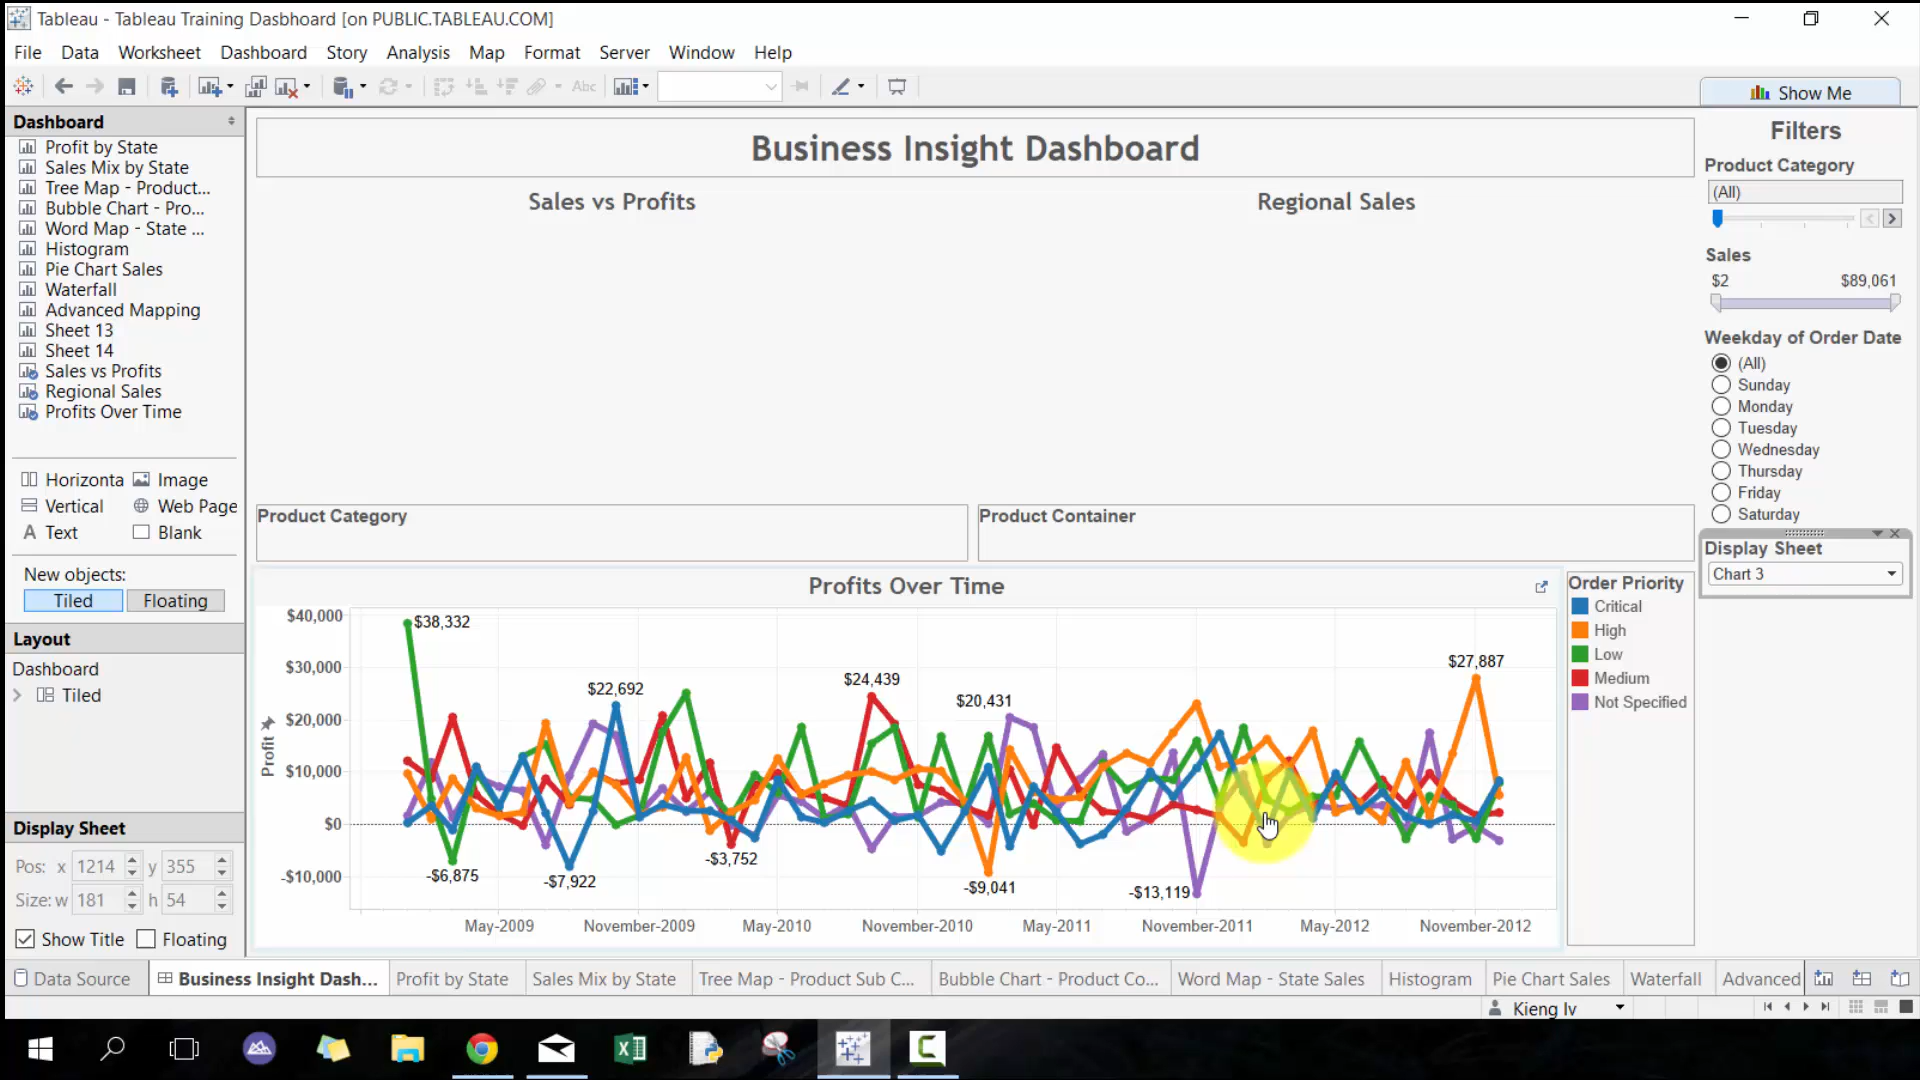 Tableau - Tableau Training Dasbhoard [on PUBLIC.TABLEAU.COM]
File Data Worksheet Dashboard Story Analysis Map Format Server Window Help
Abc
Show Me
Dashboard
Profit by State
Sales Mix by State
Tree Map - Product...
Bubble Chart - Pro...
Word Map - State ...
Histogram
Pie Chart Sales
Waterfall
Advanced Mapping
Sheet 13
Sheet 14
Sales vs Profits
Regional Sales
Profits Over Time
Horizonta Image
Vertical Web Page
A Text Blank
New objects:
Tiled Floating
Layout
Dashboard
Tiled
Display Sheet
Pos: x 1214 y 355
Size: w 181 h 54
Show Title Floating
Business Insight Dashboard
Sales vs Profits Regional Sales
Product Category Product Container
Profits Over Time
Profit
$40,000
$30,000
$20,000
$10,000
$0
-$10,000
$38,332
-$6,875
-$7,922
$22,692
-$3,752
$24,439
$20,431
-$9,041
-$13,119
$27,887
May-2009 November-2009 May-2010 November-2010 May-2011 November-2011 May-2012 November-2012
Order Priority
Critical
High
Low
Medium
Not Specified
Filters
Product Category
(All)
Sales
$2 $89,061
Weekday of Order Date
(All)
Sunday
Monday
Tuesday
Wednesday
Thursday
Friday
Saturday
Display Sheet
Chart 3
Data Source Business Insight Dash... Profit by State Sales Mix by State Tree Map - Product Sub C... Bubble Chart - Product Co... Word Map - State Sales Histogram Pie Chart Sales Waterfall Advanced
Kieng Iv